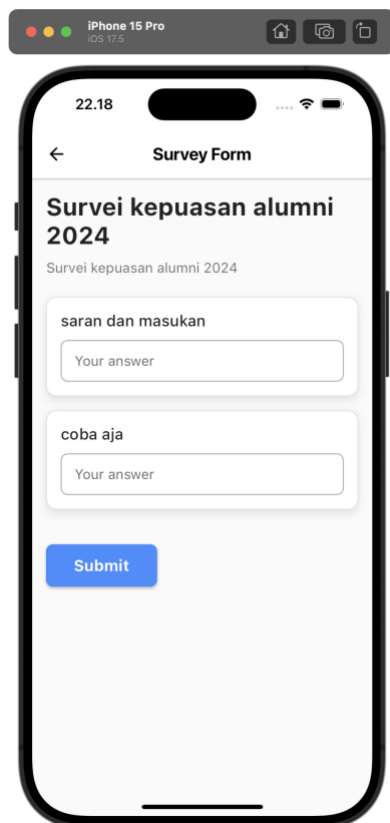 iPhone 15 Pro
iOS 17.5
22.18
Survey Form
Survei kepuasan alumni
2024
Survei kepuasan alumni 2024
saran dan masukan
Your answer
coba aja
Your answer
Submit